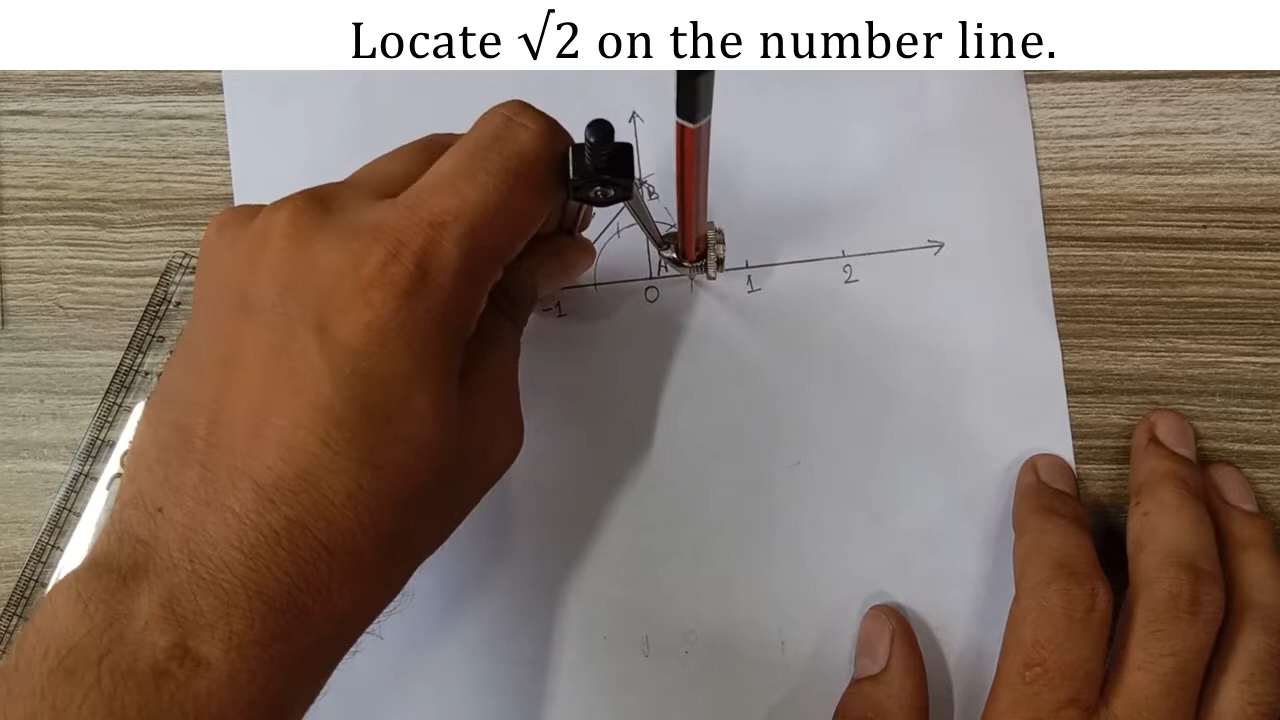 Locate √2 on the number line.
B
A
-1 0 1 2